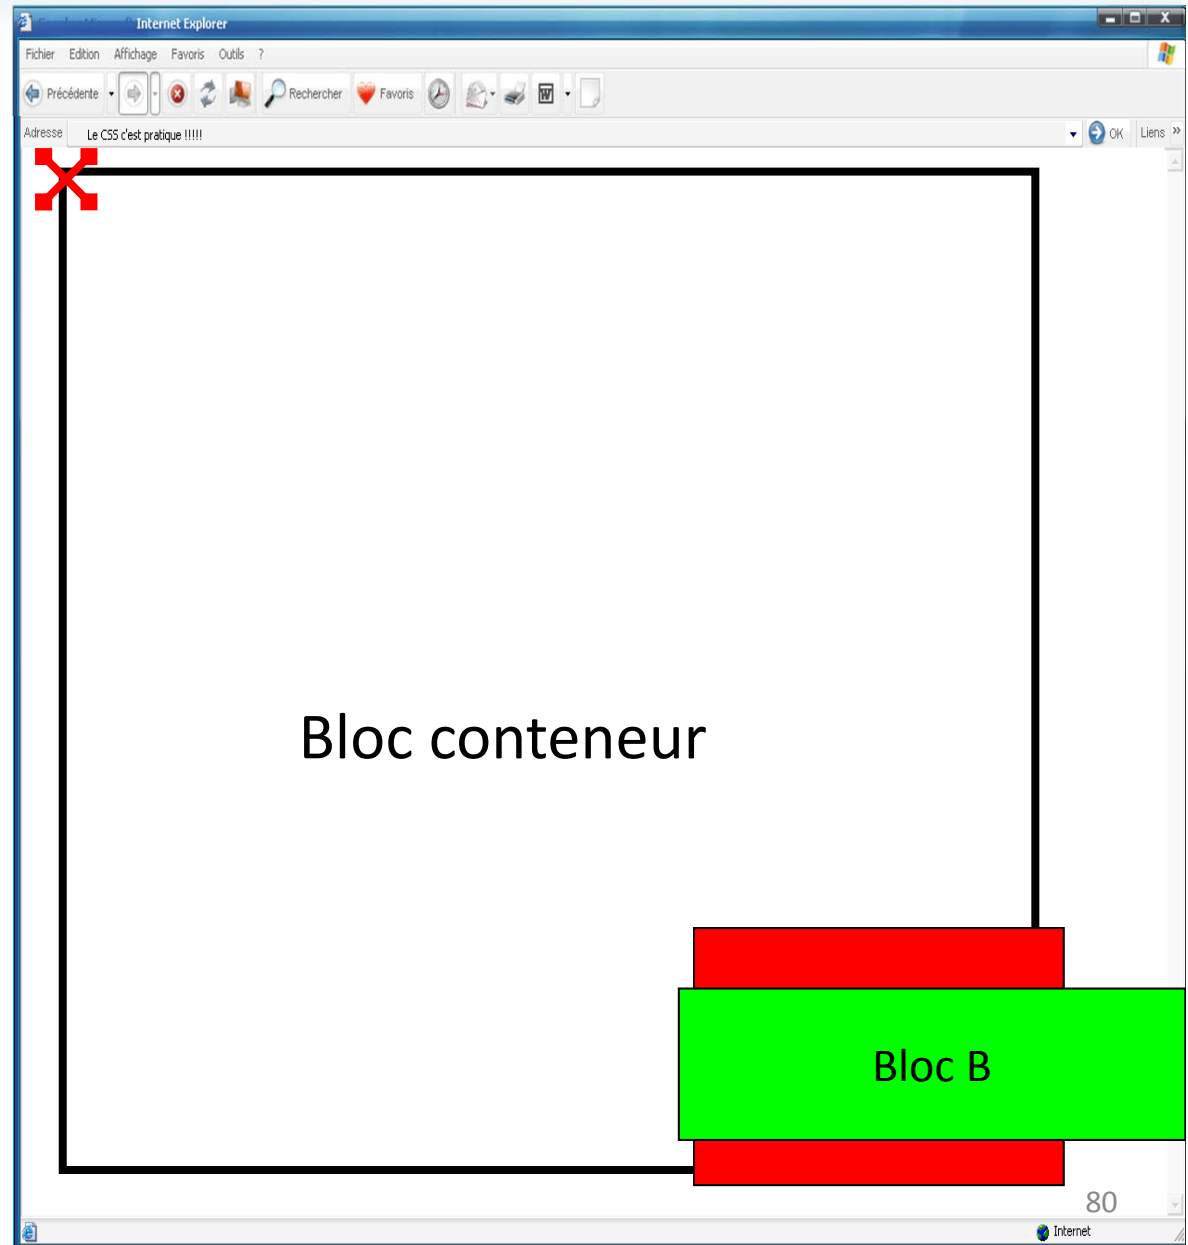 Internet Explorer
Fichier Edition Affichage Favoris Outils ?
Précédente Rechercher Favoris W
Adresse Le CSS c'est pratique !!!!! OK Liens »
Bloc conteneur
Bloc B
80
Internet